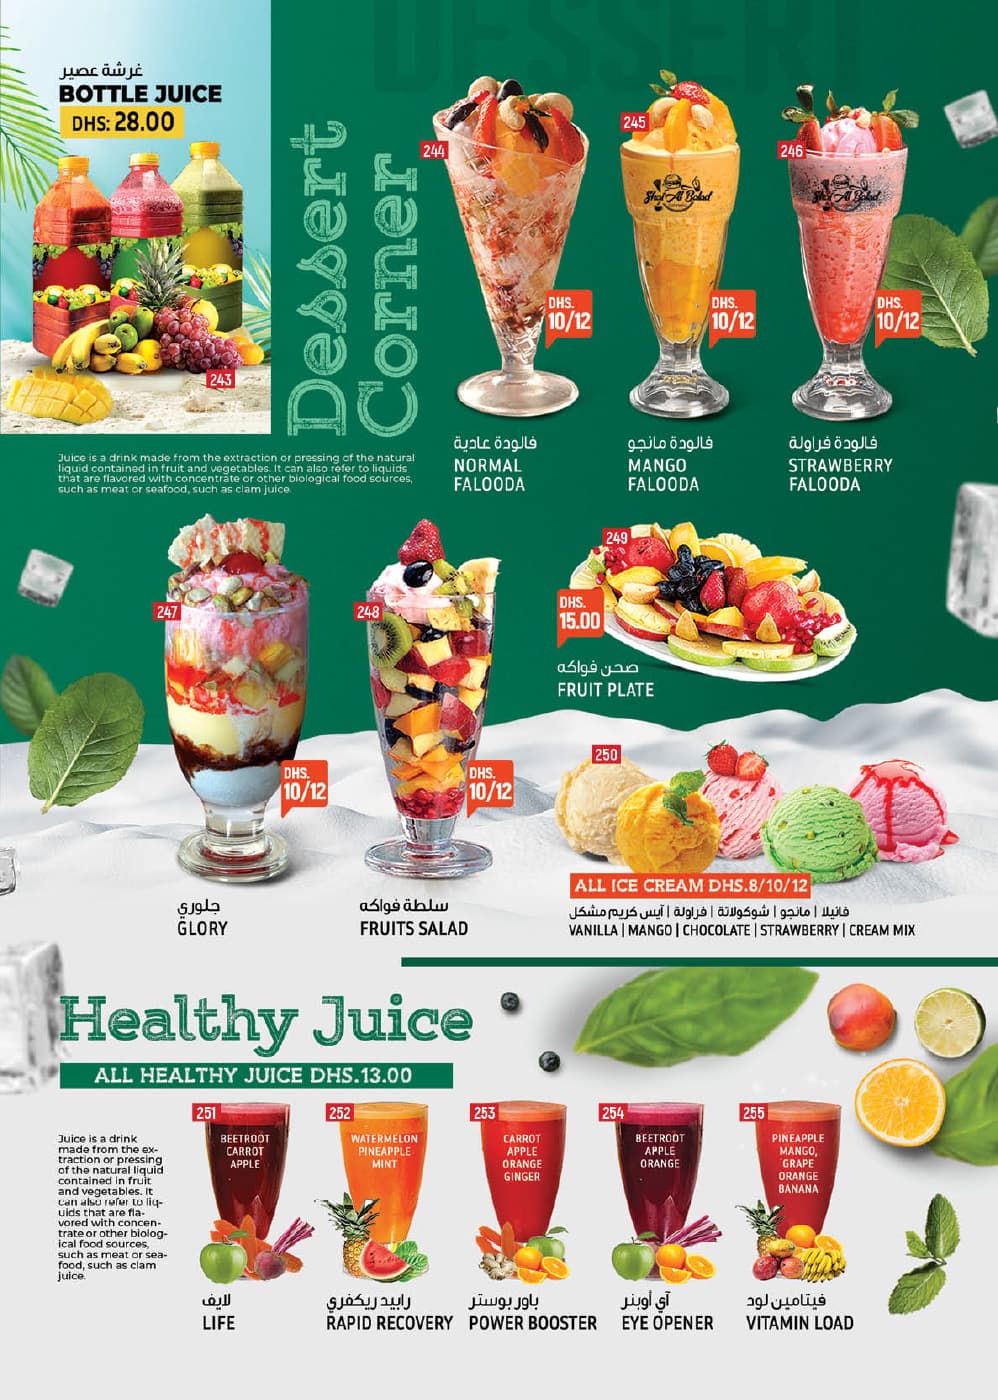 DESSERT
غرشة عصير
BOTTLE JUICE
DHS: 28.00
243
Dessert
Corner
Juice is a drink made from the extraction or pressing of the natural
liquid contained in fruit and vegetables. It can also refer to liquids
that are flavored with concentrate or other biological food sources,
such as meat or seafood, such as clam juice.
244
DHS.
10/12
فالودة عادية
NORMAL
FALOODA
245
Shot Al Balad
DHS.
10/12
فالودة مانجو
MANGO
FALOODA
246
Shot Al Balad
DHS.
10/12
فالودة فراولة
STRAWBERRY
FALOODA
247
DHS.
10/12
جلوري
GLORY
248
DHS.
10/12
سلطة فواكه
FRUITS SALAD
249
DHS.
15.00
صحن فواكه
FRUIT PLATE
250
ALL ICE CREAM DHS.8/10/12
فانيلا | مانجو | شوكولاتة | فراولة | آيس كريم مشكل
VANILLA | MANGO | CHOCOLATE | STRAWBERRY | CREAM MIX
Healthy Juice
ALL HEALTHY JUICE DHS.13.00
Juice is a drink
made from the ex-
traction or pressing
of the natural liquid
contained in fruit
and vegetables. It
can also refer to liq-
uids that are fla-
vored with concen-
trate or other biolog-
ical food sources,
such as meat or sea-
food, such as clam
juice.
251
BEETROOT
CARROT
APPLE
لايف
LIFE
252
WATERMELON
PINEAPPLE
MINT
رابيد ريكفري
RAPID RECOVERY
253
CARROT
APPLE
ORANGE
GINGER
باور بوستر
POWER BOOSTER
254
BEETROOT
APPLE
ORANGE
آي أوبنر
EYE OPENER
255
PINEAPPLE
MANGO,
GRAPE
ORANGE
BANANA
فيتامين لود
VITAMIN LOAD